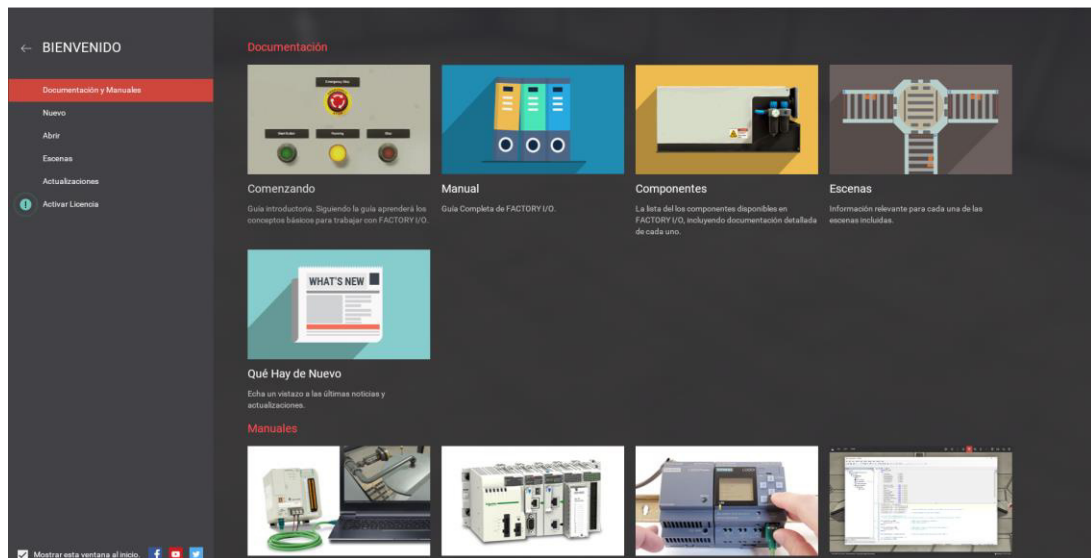 BIENVENIDO
Documentación y Manuales
Nuevo
Abrir
Escenas
Actualizaciones
Activar Licencia
Mostrar esta ventana al inicio.
Documentación
Emergency Stop
Comenzando
Guía introductoria. Siguiendo la guía aprenderá los
conceptos básicos para trabajar con FACTORY I/O.
Manual
Guía Completa de FACTORY I/O.
Componentes
La lista del los componentes disponibles en
FACTORY I/O, incluyendo documentación detallada
de cada uno.
Escenas
Información relevante para cada una de las
escenas incluidas.
WHAT'S NEW
Qué Hay de Nuevo
Echa un vistazo a las últimas noticias y
actualizaciones.
Manuales